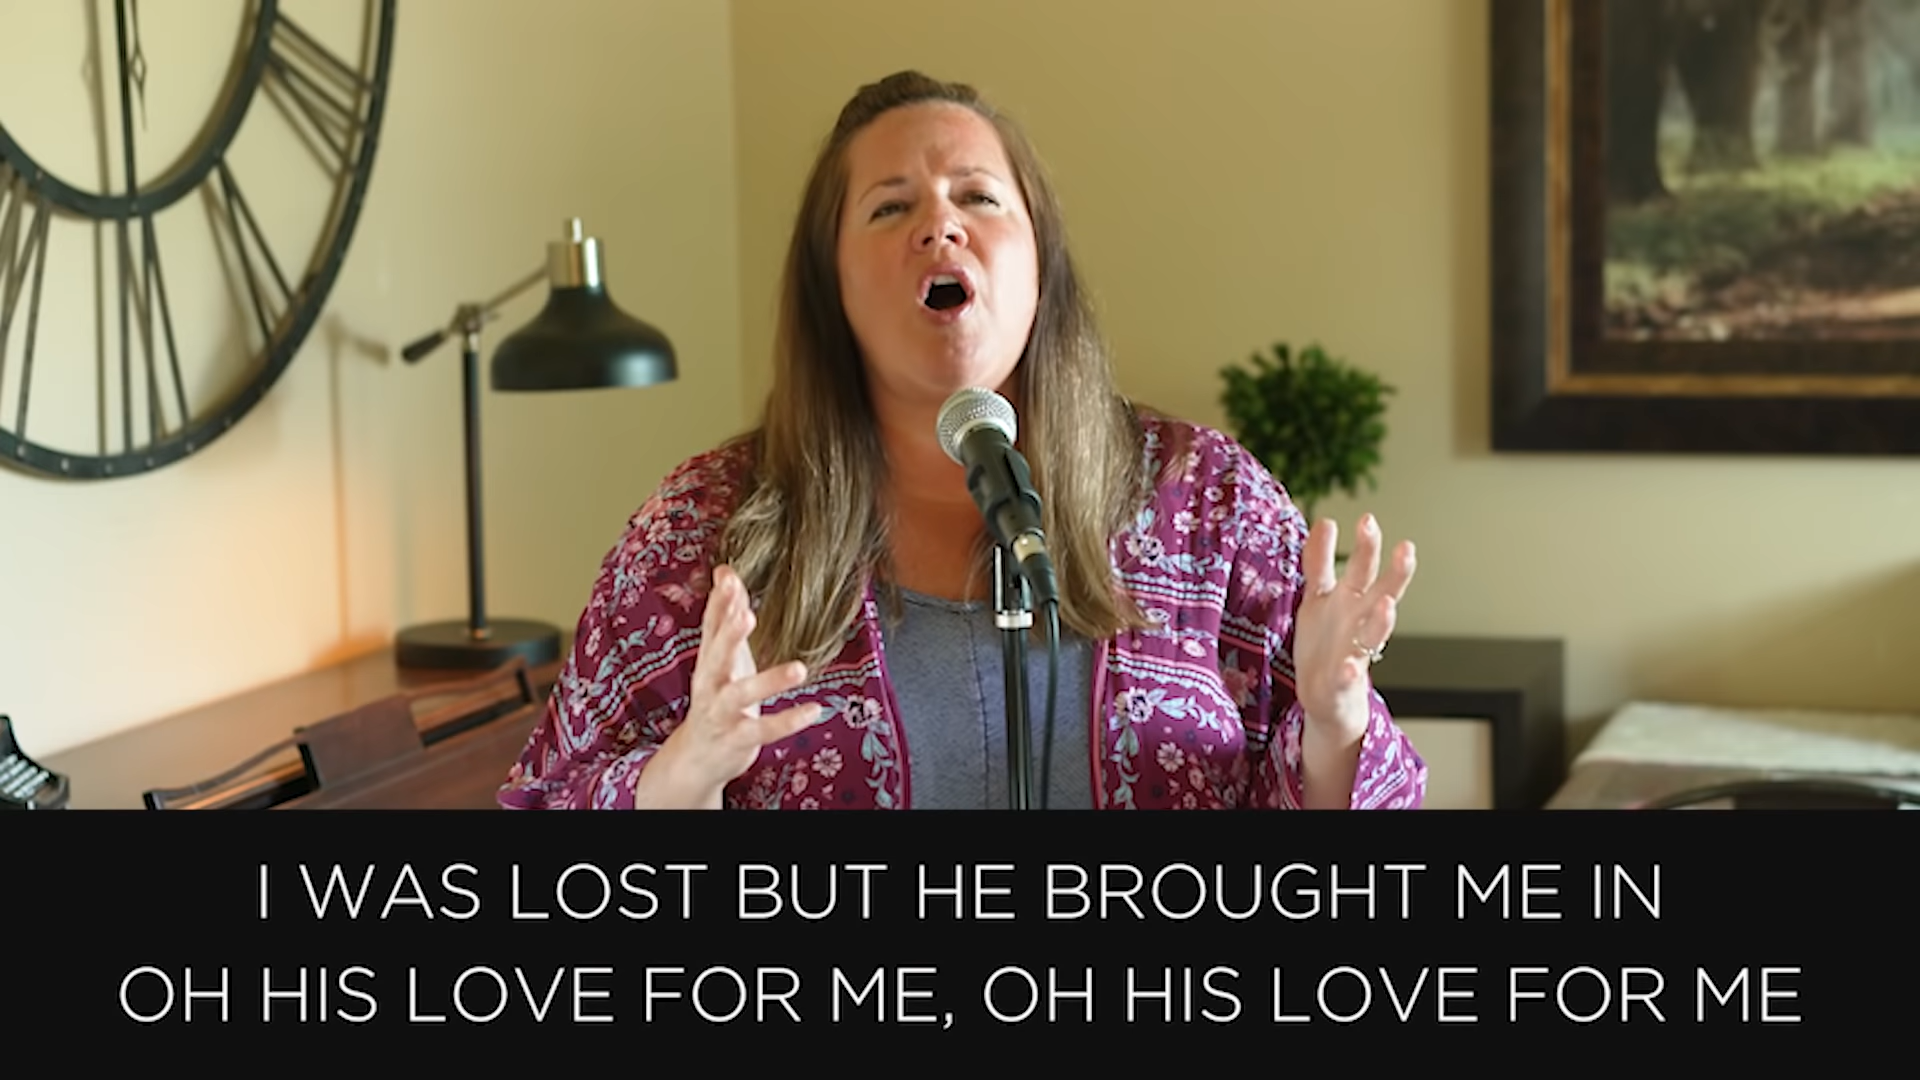 I WAS LOST BUT HE BROUGHT ME IN
OH HIS LOVE FOR ME, OH HIS LOVE FOR ME